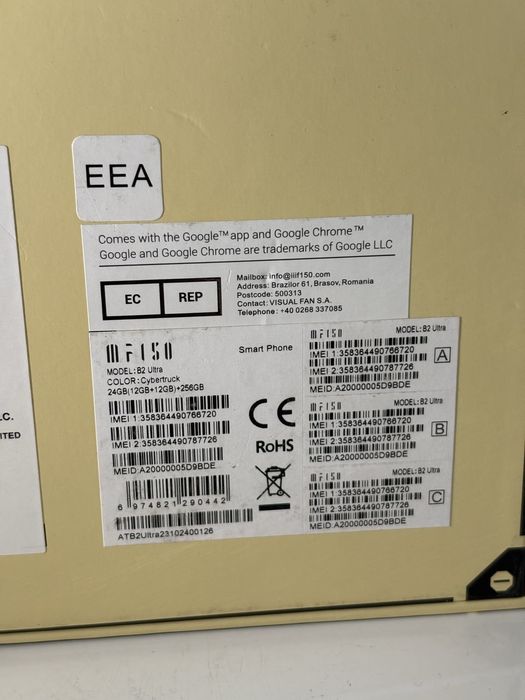 EEA
Comes with the Google™ app and Google Chrome™
Google and Google Chrome are trademarks of Google LLC
EC REP
Mailbox: info@iiif150.com
Address: Brazilor 61, Brasov, Romania
Postcode: 500313
Contact: VISUAL FAN S.A.
Telephone: +40 0268 337085
Smart Phone
MODEL: B2 Ultra
COLOR: Cybertruck
24GB(12GB+12GB)+256GB
IMEI 1:358364490766720
IMEI 2:358364490787726
MEID:A20000005D9BDE
6 974821 290442
ATB2Ultra23102400126
CE
RoHS
MODEL: B2 Ultra
IMEI 1:358364490766720
IMEI 2:358364490787726
MEID:A20000005D9BDE
A
MODEL: B2 Ultra
IMEI 1:358364490766720
IMEI 2:358364490787726
MEID:A20000005D9BDE
B
MODEL: B2 Ultra
IMEI 1:358364490766720
IMEI 2:358364490787726
MEID:A20000005D9BDE
C